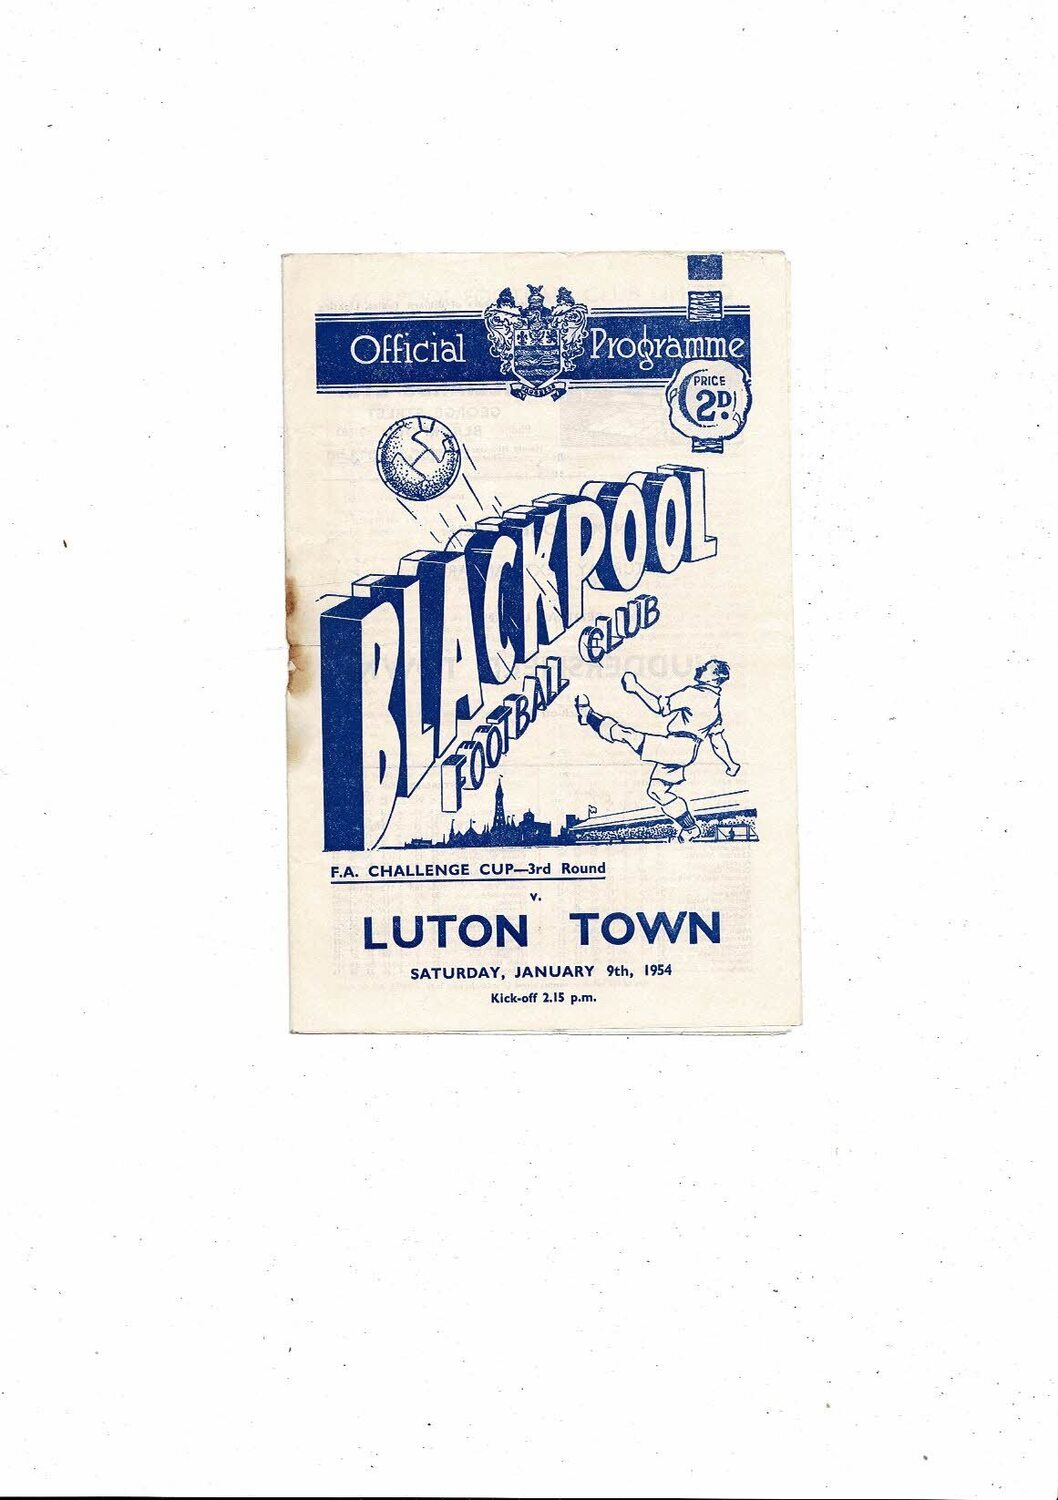 Official Programme
PRICE
2D.
BLACKPOOL
FOOTBALL CLUB
F.A. CHALLENGE CUP—3rd Round
v.
LUTON TOWN
SATURDAY, JANUARY 9th, 1954
Kick-off 2.15 p.m.